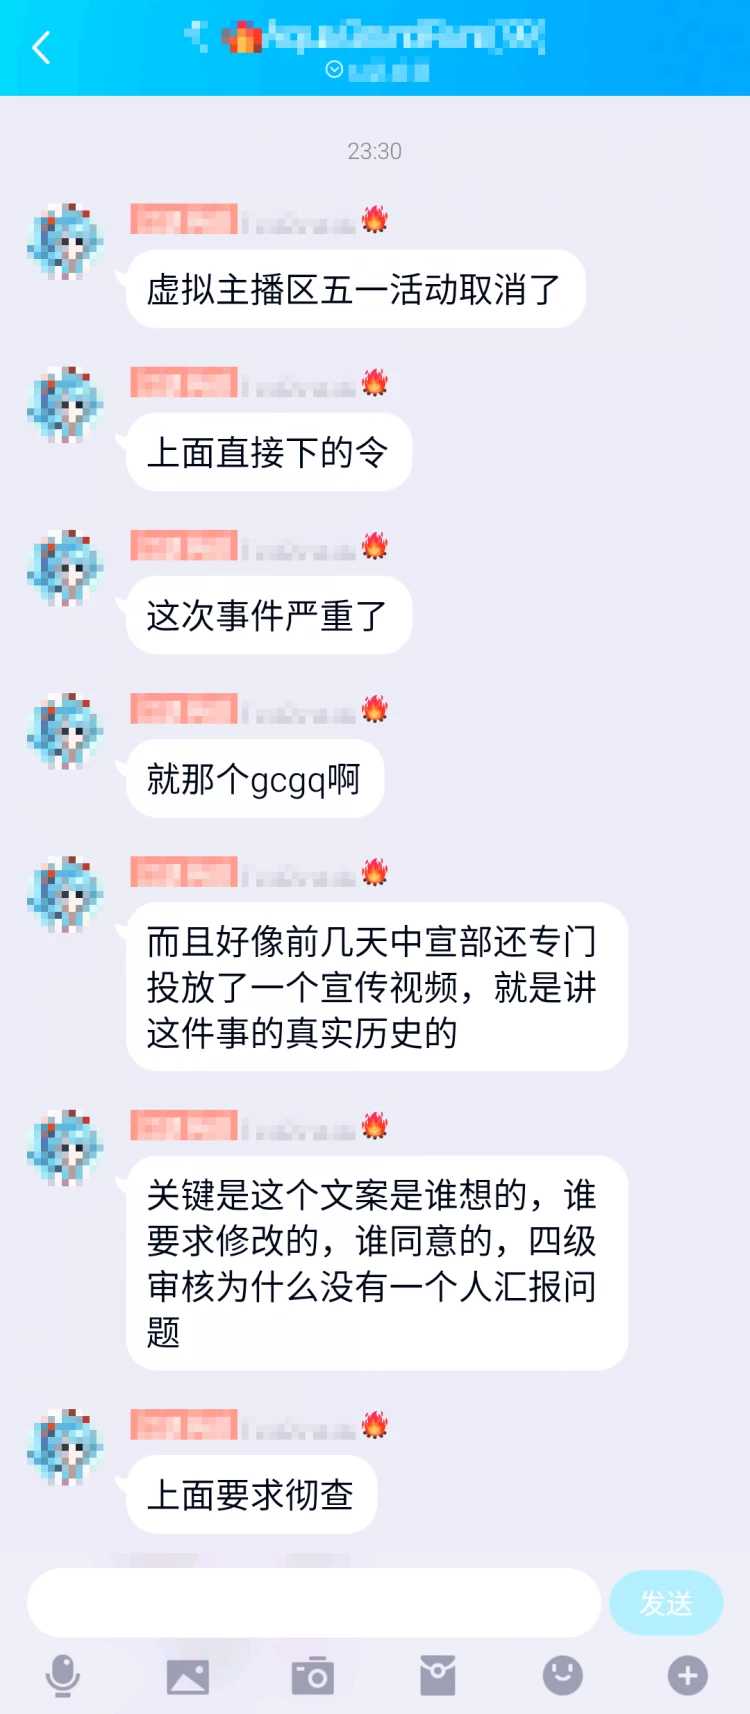 23:30
虚拟主播区五一活动取消了
上面直接下的令
这次事件严重了
就那个gcgq啊
而且好像前几天中宣部还专门
投放了一个宣传视频，就是讲
这件事的真实历史的
关键是这个文案是谁想的，谁
要求修改的，谁同意的，四级
审核为什么没有一个人汇报问
题
上面要求彻查
发送